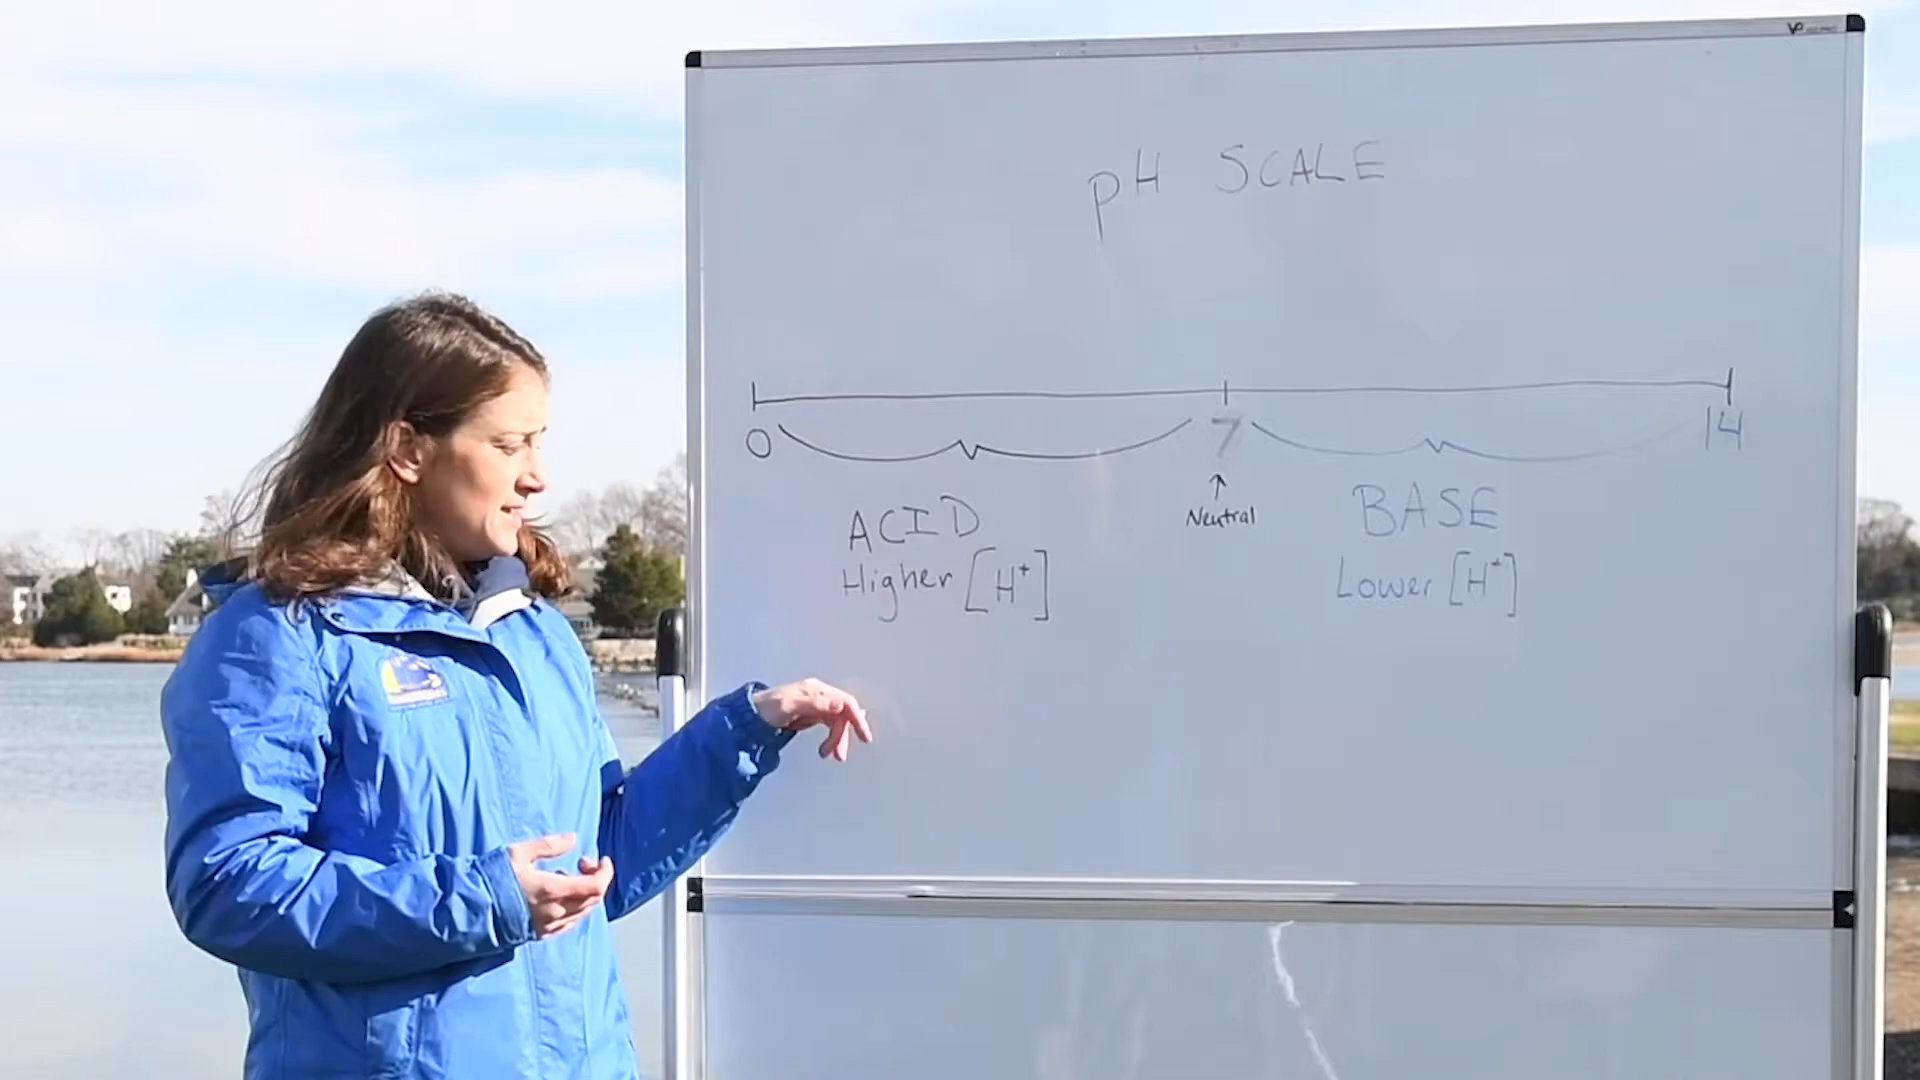 pH SCALE
0 7 14
Neutral
ACID
Higher [H⁺]
BASE
Lower [H⁺]